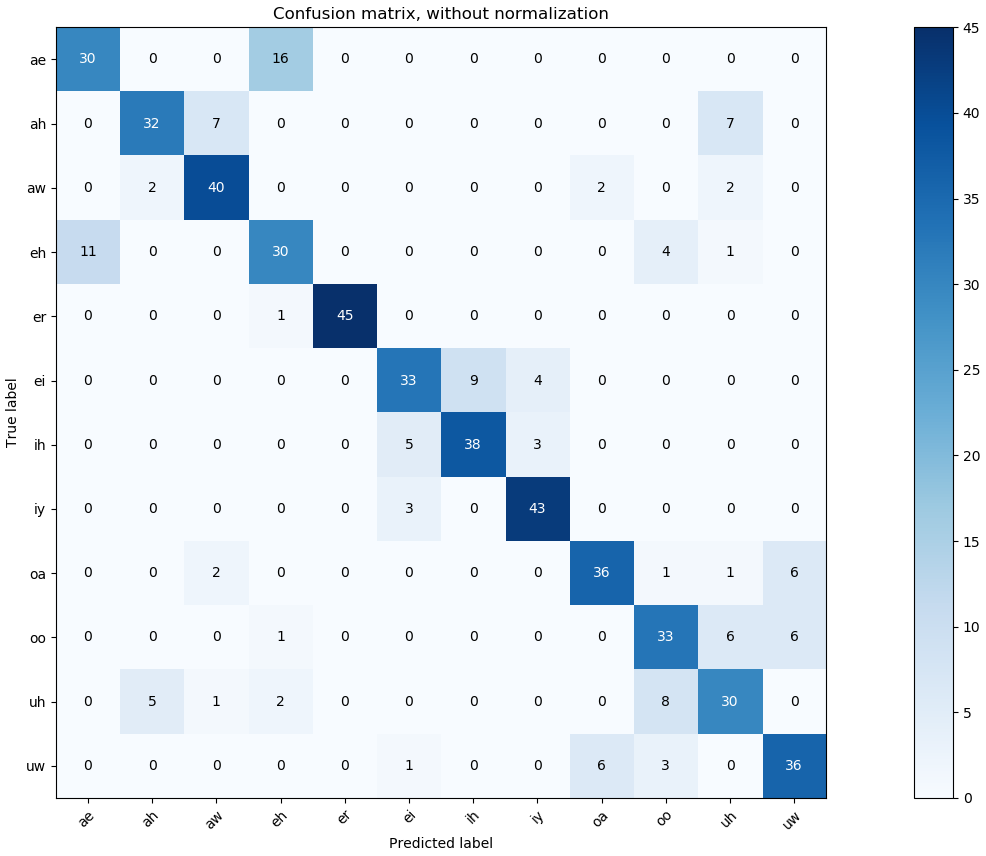 Confusion matrix, without normalization
ae 30 0 0 16 0 0 0 0 0 0 0 0
ah 0 32 7 0 0 0 0 0 0 0 7 0
aw 0 2 40 0 0 0 0 0 2 0 2 0
eh 11 0 0 30 0 0 0 0 0 4 1 0
er 0 0 0 1 45 0 0 0 0 0 0 0
ei 0 0 0 0 0 33 9 4 0 0 0 0
ih 0 0 0 0 0 5 38 3 0 0 0 0
iy 0 0 0 0 0 3 0 43 0 0 0 0
oa 0 0 2 0 0 0 0 0 36 1 1 6
oo 0 0 0 1 0 0 0 0 0 33 6 6
uh 0 5 1 2 0 0 0 0 0 8 30 0
uw 0 0 0 0 0 1 0 0 6 3 0 36
ae ah aw eh er ei ih iy oa oo uh uw
True label
Predicted label
45
40
35
30
25
20
15
10
5
0